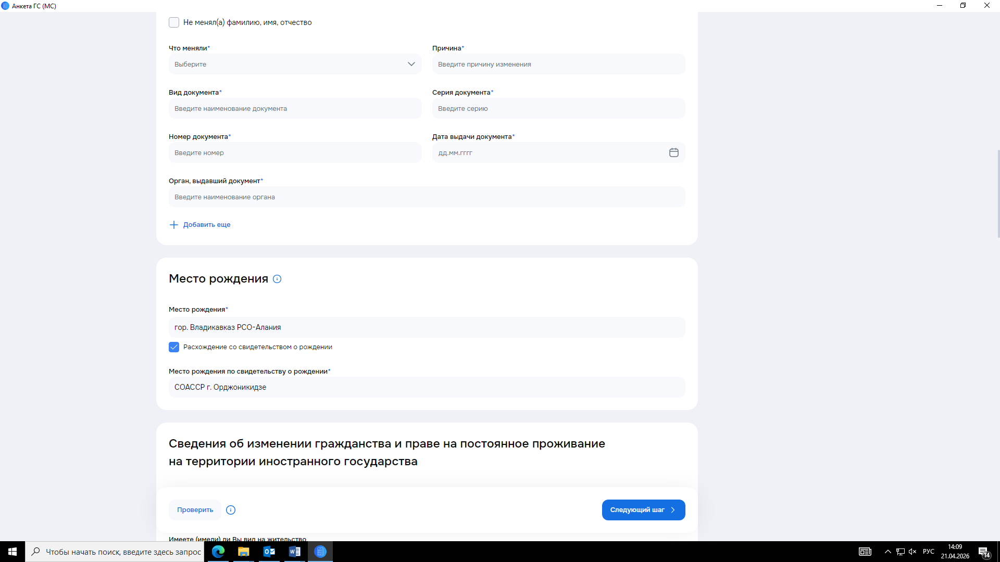 Анкета ГС (МС)
Не менял(а) фамилию, имя, отчество
Что меняли*
Причина*
Выберите
Введите причину изменения
Вид документа*
Серия документа*
Введите наименование документа
Введите серию
Номер документа*
Дата выдачи документа*
Введите номер
дд.мм.гггг
Орган, выдавший документ*
Введите наименование органа
Добавить еще
Место рождения
Место рождения*
гор. Владикавказ РСО-Алания
Расхождение со свидетельством о рождении
Место рождения по свидетельству о рождении*
СОАССР г. Орджоникидзе
Сведения об изменении гражданства и праве на постоянное проживание
на территории иностранного государства
Проверить
Следующий шаг
Имеете (имели) ли Вы вид на жительство
Чтобы начать поиск, введите здесь запрос
РУС
14:09
21.04.2026
14